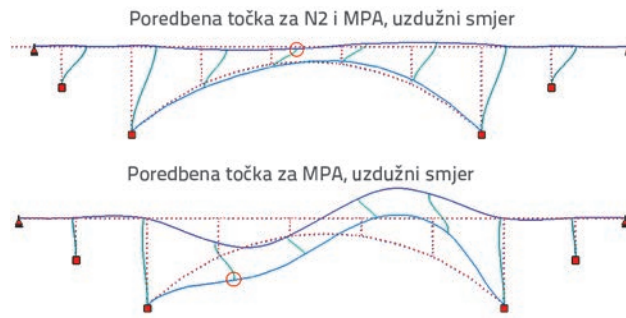 Poredbena točka za N2 i MPA, uzdužni smjer
Poredbena točka za MPA, uzdužni smjer